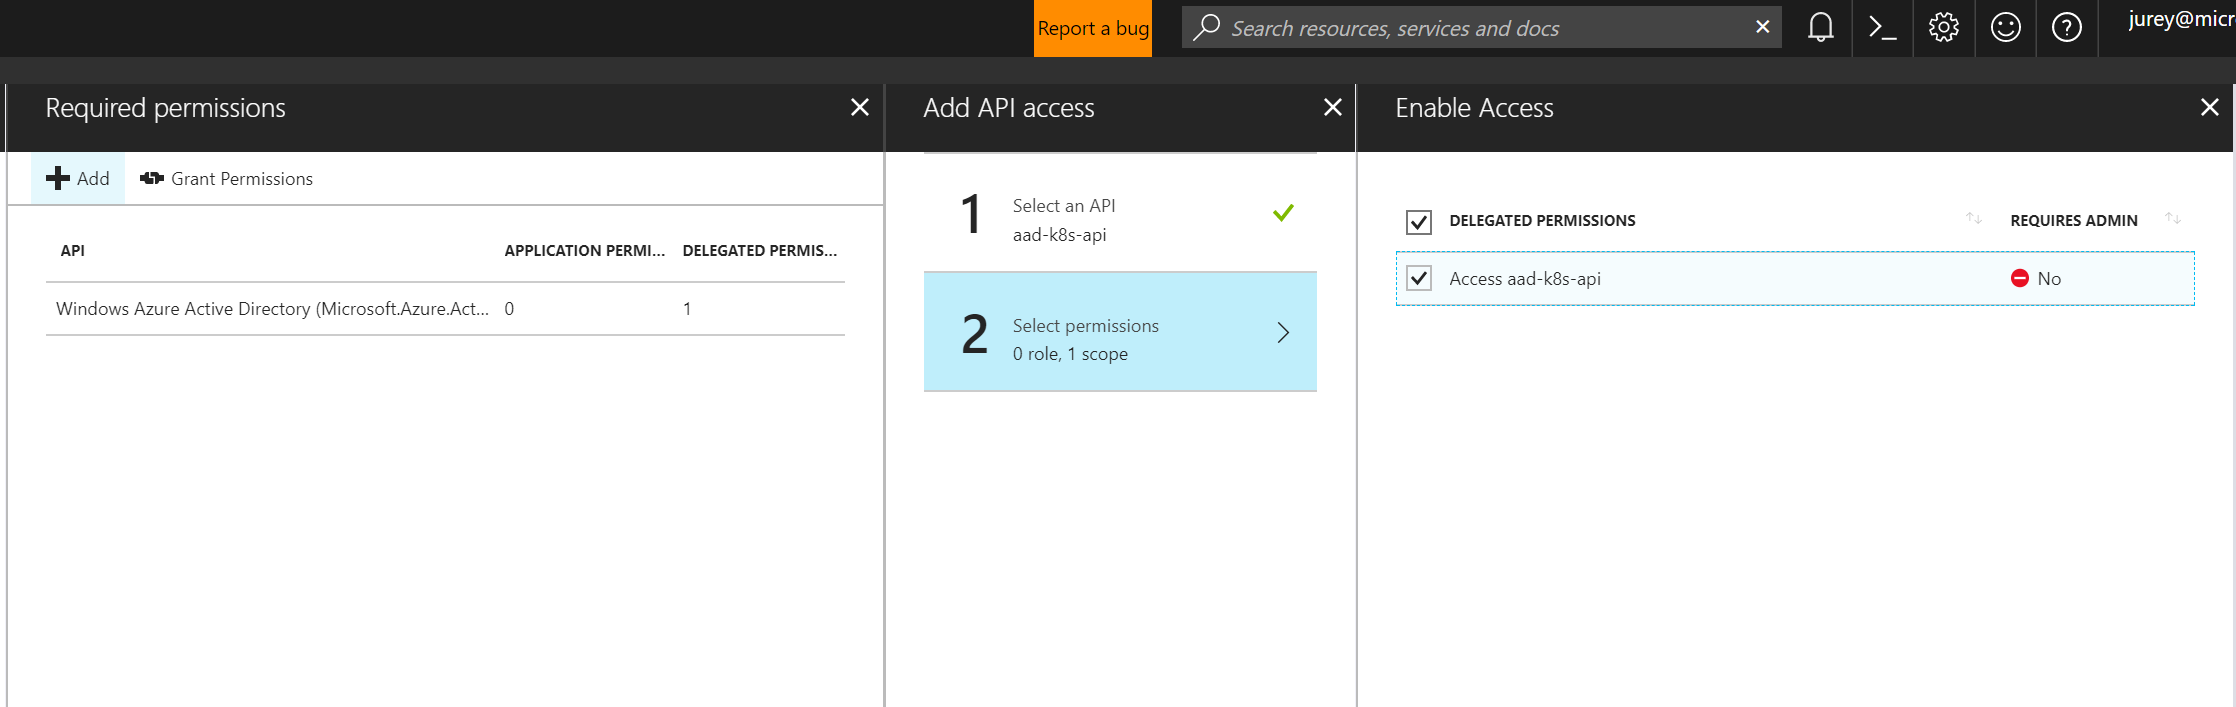 Report a bug
Search resources, services and docs
jurey@micr
Required permissions
Add API access
Enable Access
Add
Grant Permissions
API
APPLICATION PERMI...
DELEGATED PERMIS...
Windows Azure Active Directory (Microsoft.Azure.Act...
0
1
1
Select an API
aad-k8s-api
2
Select permissions
0 role, 1 scope
DELEGATED PERMISSIONS
REQUIRES ADMIN
Access aad-k8s-api
No